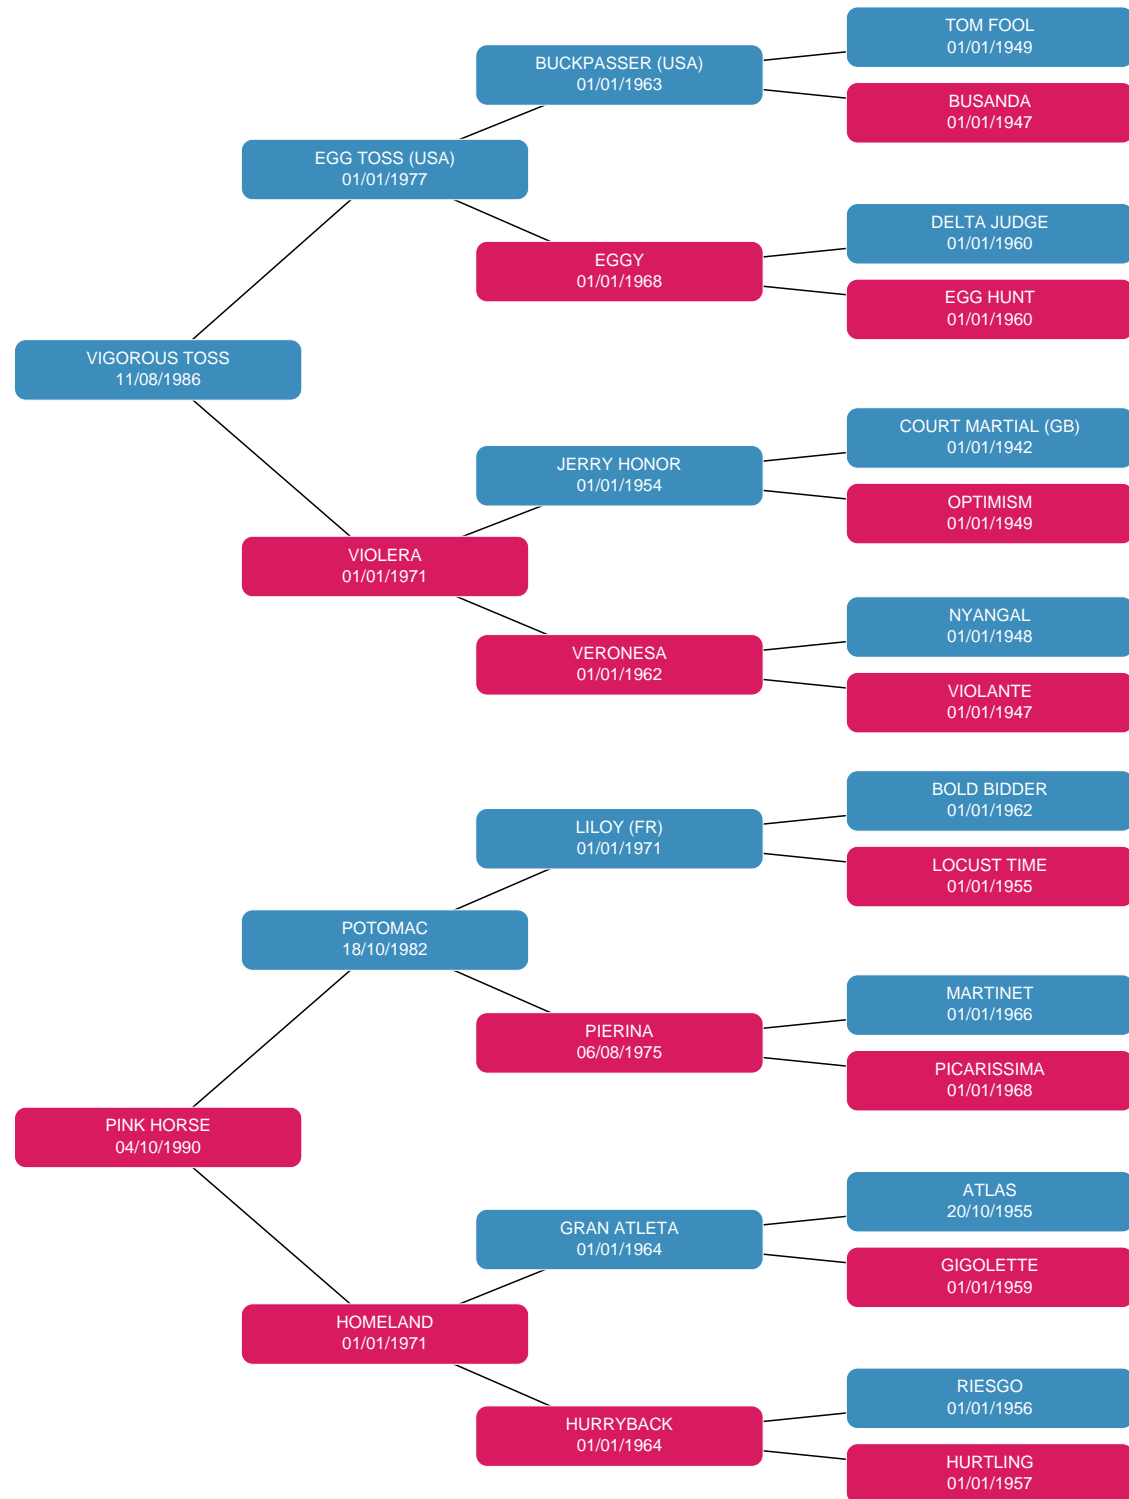 TOM FOOL
01/01/1949
BUCKPASSER (USA)
01/01/1963
BUSANDA
01/01/1947
EGG TOSS (USA)
01/01/1977
DELTA JUDGE
01/01/1960
EGGY
01/01/1968
EGG HUNT
01/01/1960
VIGOROUS TOSS
11/08/1986
COURT MARTIAL (GB)
01/01/1942
JERRY HONOR
01/01/1954
OPTIMISM
01/01/1949
VIOLERA
01/01/1971
NYANGAL
01/01/1948
VERONESA
01/01/1962
VIOLANTE
01/01/1947
BOLD BIDDER
01/01/1962
LILOY (FR)
01/01/1971
LOCUST TIME
01/01/1955
POTOMAC
18/10/1982
MARTINET
01/01/1966
PIERINA
06/08/1975
PICARISSIMA
01/01/1968
PINK HORSE
04/10/1990
ATLAS
20/10/1955
GRAN ATLETA
01/01/1964
GIGOLETTE
01/01/1959
HOMELAND
01/01/1971
RIESGO
01/01/1956
HURRYBACK
01/01/1964
HURTLING
01/01/1957